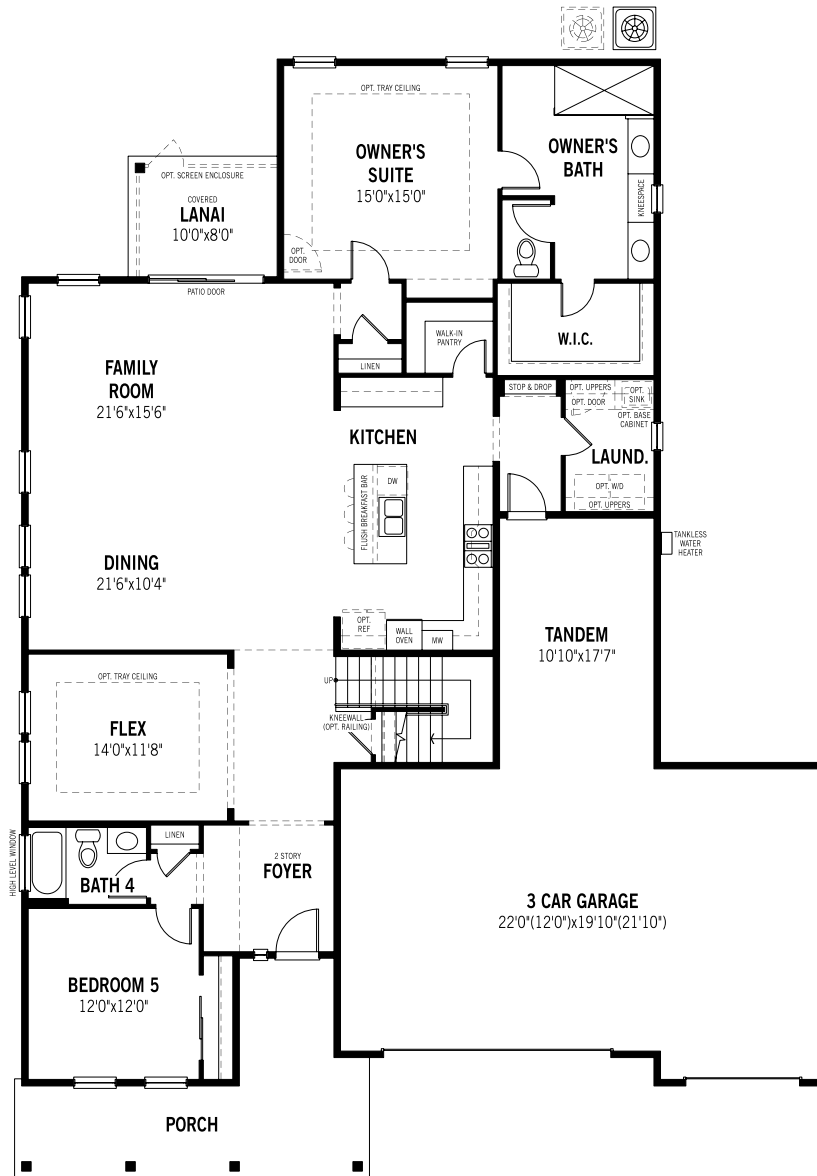 OPT. TRAY CEILING
OWNER'S
SUITE
15'0"x15'0"
OWNER'S
BATH
KNEESPACE
OPT. SCREEN ENCLOSURE
COVERED
LANAI
10'0"x8'0"
OPT.
DOOR
PATIO DOOR
FAMILY
ROOM
21'6"x15'6"
LINEN
WALK-IN
PANTRY
W.I.C.
STOP & DROP
OPT. UPPERS
OPT. DOOR
OPT.
SINK
OPT. BASE
CABINET
LAUND.
OPT. W/D
OPT. UPPERS
KITCHEN
FLUSH BREAKFAST BAR
DW
DINING
21'6"x10'4"
TANKLESS
WATER
HEATER
OPT.
REF
WALL
OVEN
MW
TANDEM
10'10"x17'7"
OPT. TRAY CEILING
FLEX
14'0"x11'8"
UP
KNEEWALL
(OPT. RAILING)
HIGH LEVEL WINDOW
LINEN
BATH 4
2 STORY
FOYER
3 CAR GARAGE
22'0"(12'0")x19'10"(21'10")
BEDROOM 5
12'0"x12'0"
PORCH